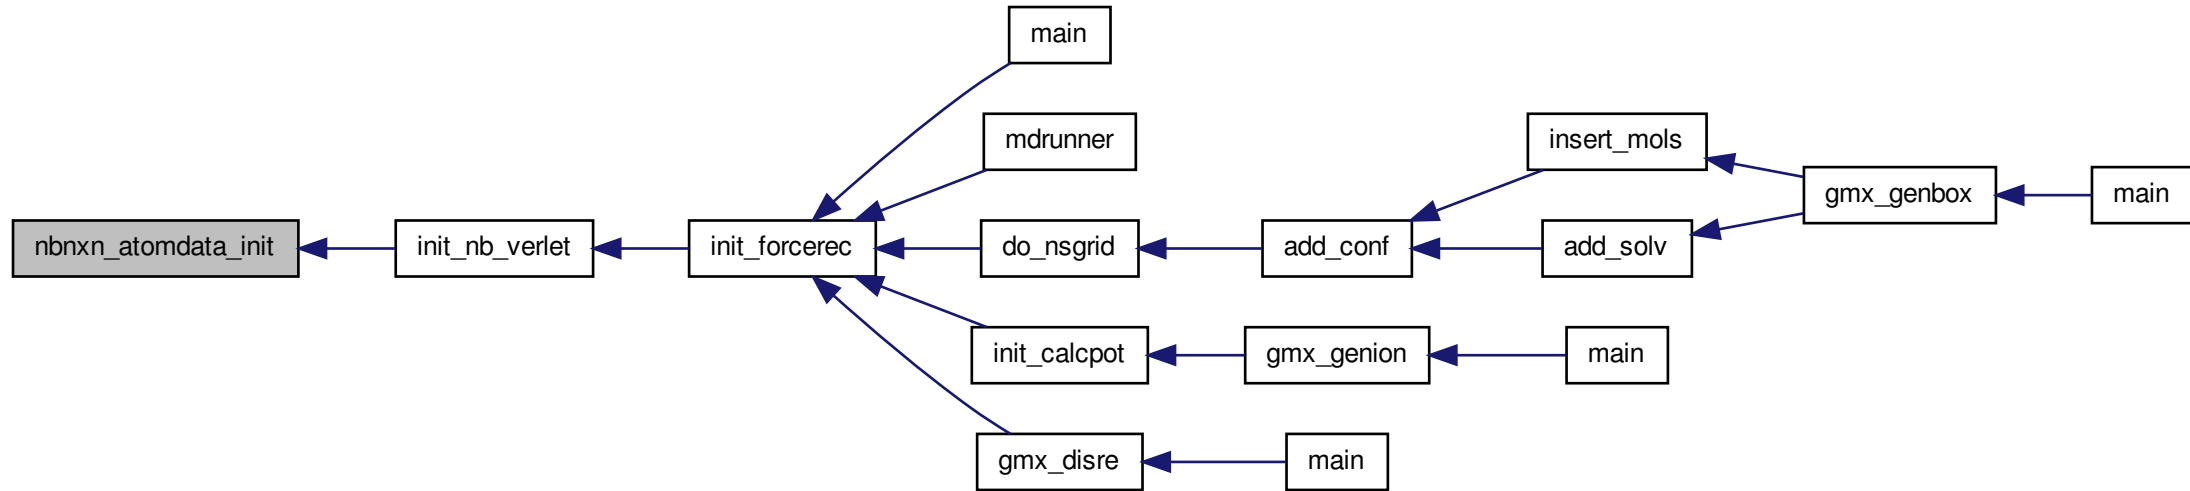 main
mdrunner
insert_mols
gmx_genbox
main
nbnxn_atomdata_init
init_nb_verlet
init_forcerec
do_nsgrid
add_conf
add_solv
init_calcpot
gmx_genion
main
gmx_disre
main